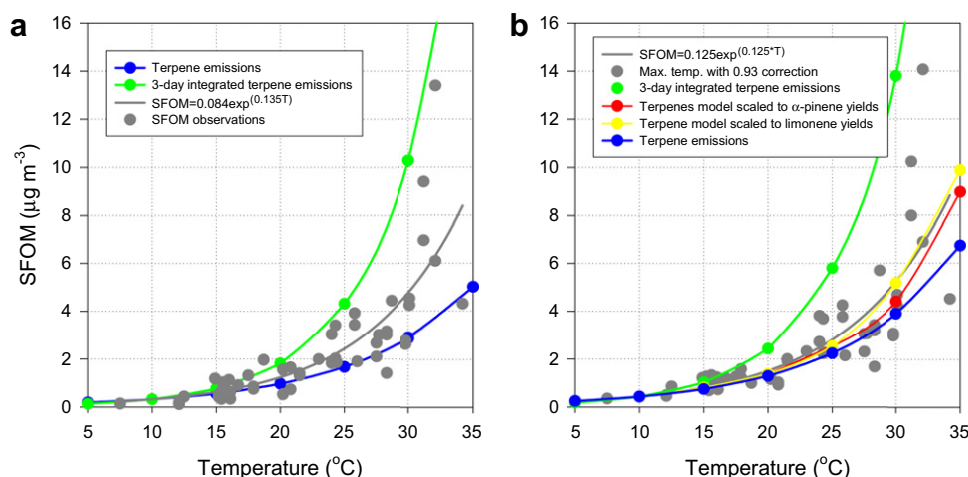 a
16
14
12
10
8
6
4
2
0
SFOM (μg m-3)
Terpene emissions
3-day integrated terpene emissions
SFOM=0.084exp(0.135T)
SFOM observations
5 10 15 20 25 30 35
Temperature (oC)
b
16
14
12
10
8
6
4
2
0
SFOM=0.125exp(0.125*T)
Max. temp. with 0.93 correction
3-day integrated terpene emissions
Terpenes model scaled to α-pinene yields
Terpene model scaled to limonene yields
Terpene emissions
5 10 15 20 25 30 35
Temperature (oC)